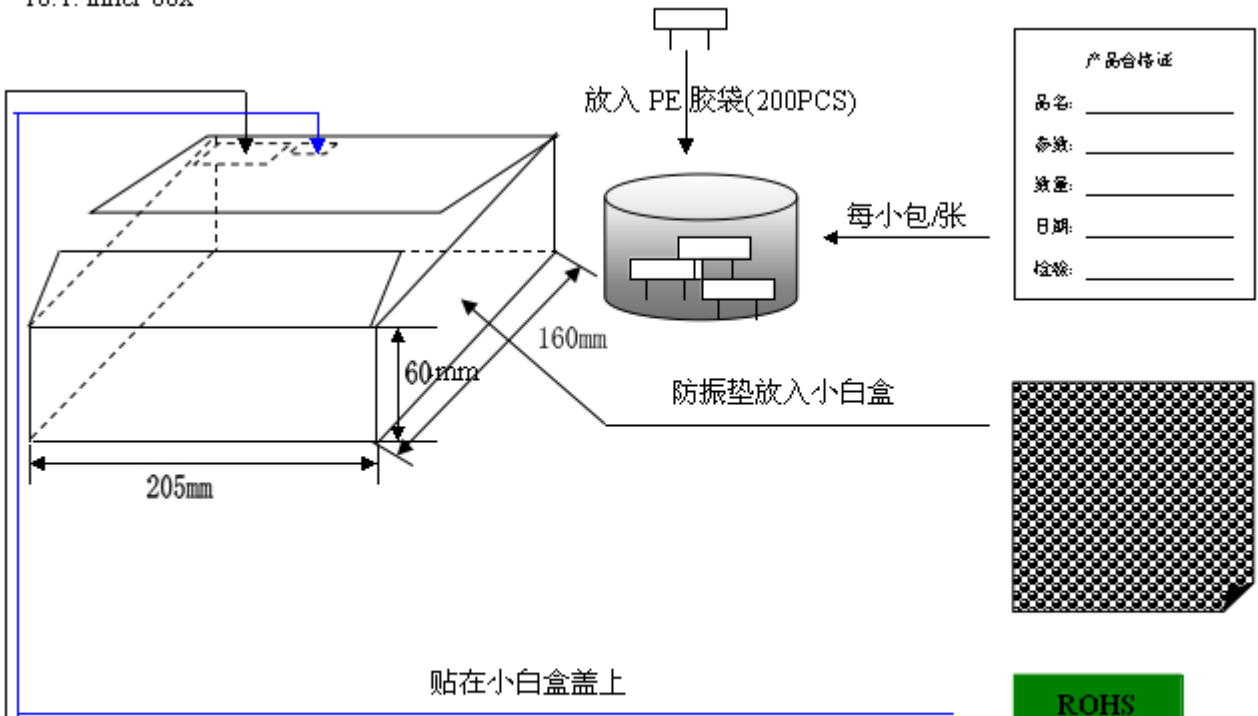 放入 PE 胶袋(200PCS)
产品合格证
品名:
参数:
数量:
日期:
检验:
每小包/张
160mm
60mm
防振垫放入小白盒
205mm
贴在小白盒盖上
ROHS